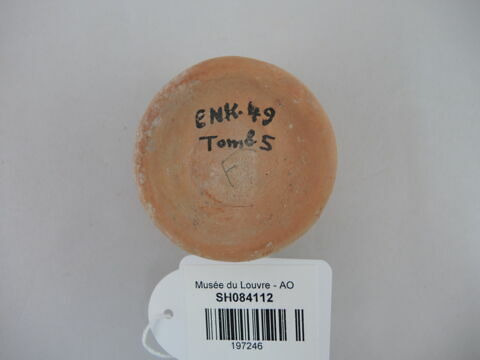 ENK.49
Tomb 5
F
Musée du Louvre - AO
SH084112
197246